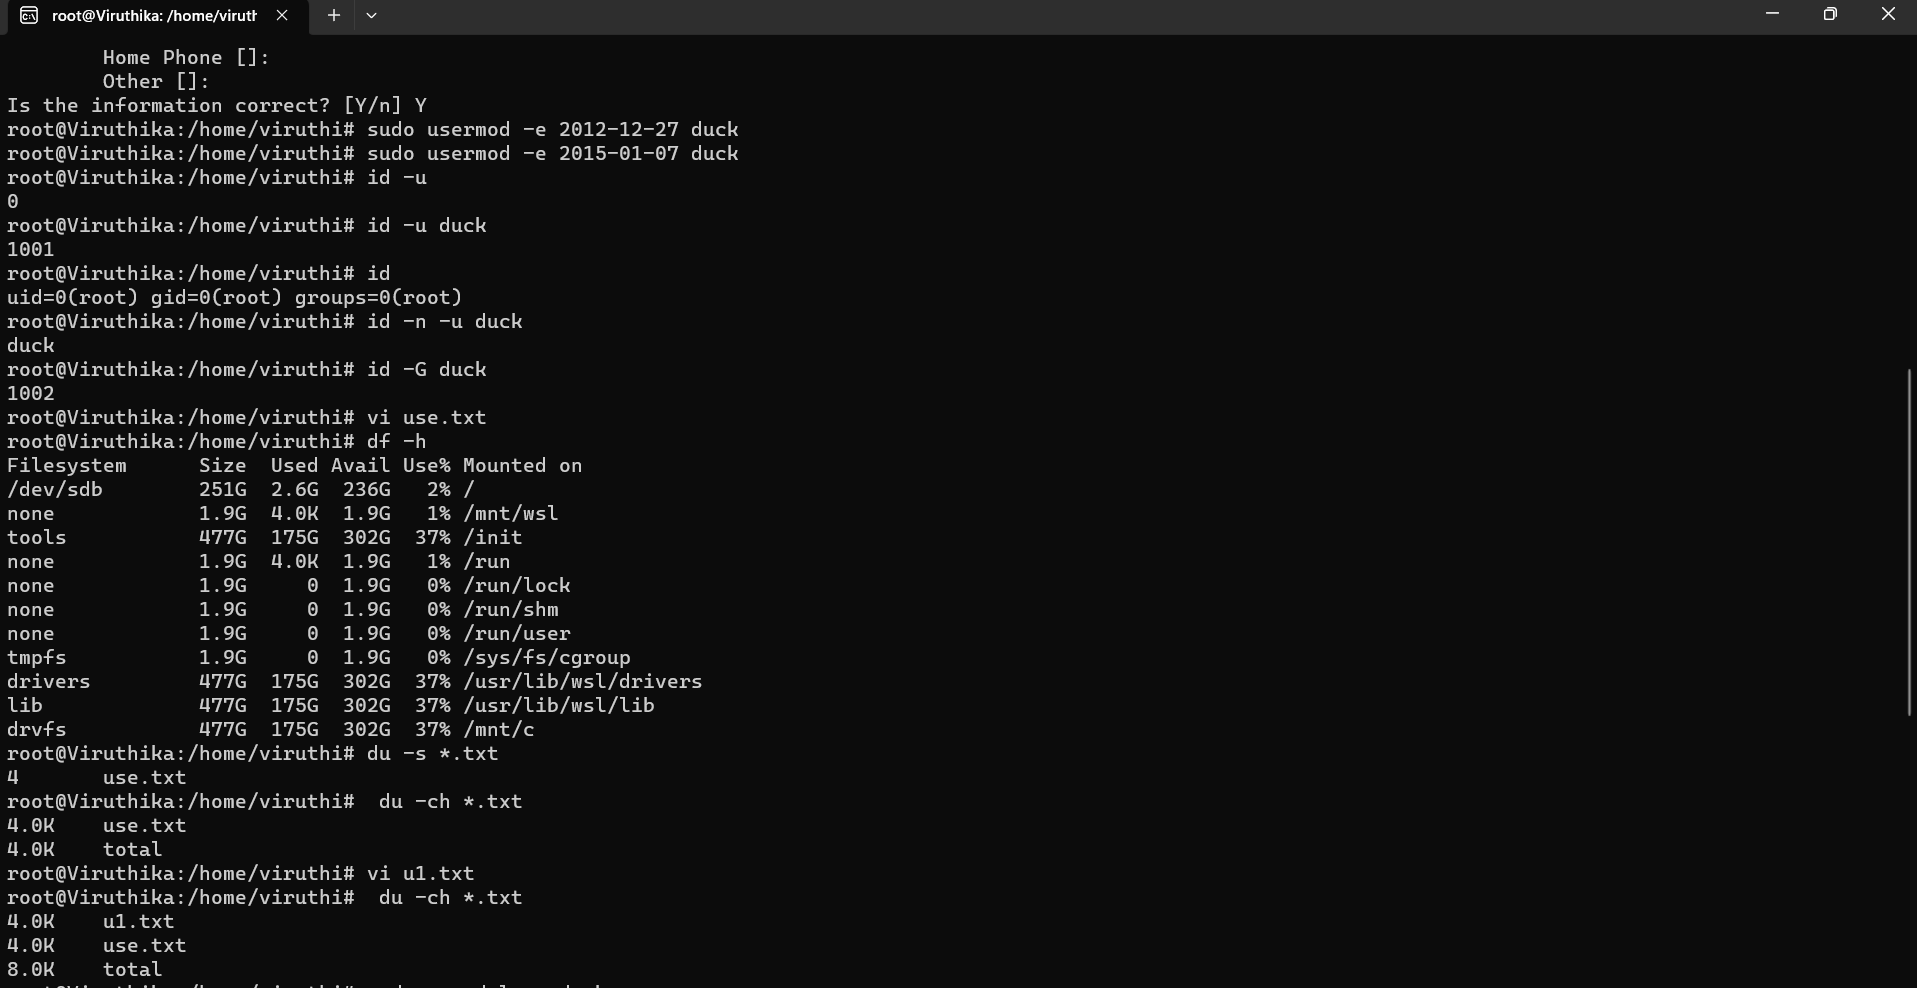 root@Viruthika: /home/virutł
Home Phone []:
Other []:
Is the information correct? [Y/n] Y
root@Viruthika:/home/viruthi# sudo usermod -e 2012-12-27 duck
root@Viruthika:/home/viruthi# sudo usermod -e 2015-01-07 duck
root@Viruthika:/home/viruthi# id -u
0
root@Viruthika:/home/viruthi# id -u duck
1001
root@Viruthika:/home/viruthi# id
uid=0(root) gid=0(root) groups=0(root)
root@Viruthika:/home/viruthi# id -n -u duck
duck
root@Viruthika:/home/viruthi# id -G duck
1002
root@Viruthika:/home/viruthi# vi use.txt
root@Viruthika:/home/viruthi# df -h
Filesystem      Size  Used Avail Use% Mounted on
/dev/sdb        251G  2.6G  236G   2% /
none            1.9G  4.0K  1.9G   1% /mnt/wsl
tools           477G  175G  302G  37% /init
none            1.9G  4.0K  1.9G   1% /run
none            1.9G     0  1.9G   0% /run/lock
none            1.9G     0  1.9G   0% /run/shm
none            1.9G     0  1.9G   0% /run/user
tmpfs           1.9G     0  1.9G   0% /sys/fs/cgroup
drivers         477G  175G  302G  37% /usr/lib/wsl/drivers
lib             477G  175G  302G  37% /usr/lib/wsl/lib
drvfs           477G  175G  302G  37% /mnt/c
root@Viruthika:/home/viruthi# du -s *.txt
4       use.txt
root@Viruthika:/home/viruthi#  du -ch *.txt
4.0K    use.txt
4.0K    total
root@Viruthika:/home/viruthi# vi u1.txt
root@Viruthika:/home/viruthi#  du -ch *.txt
4.0K    u1.txt
4.0K    use.txt
8.0K    total